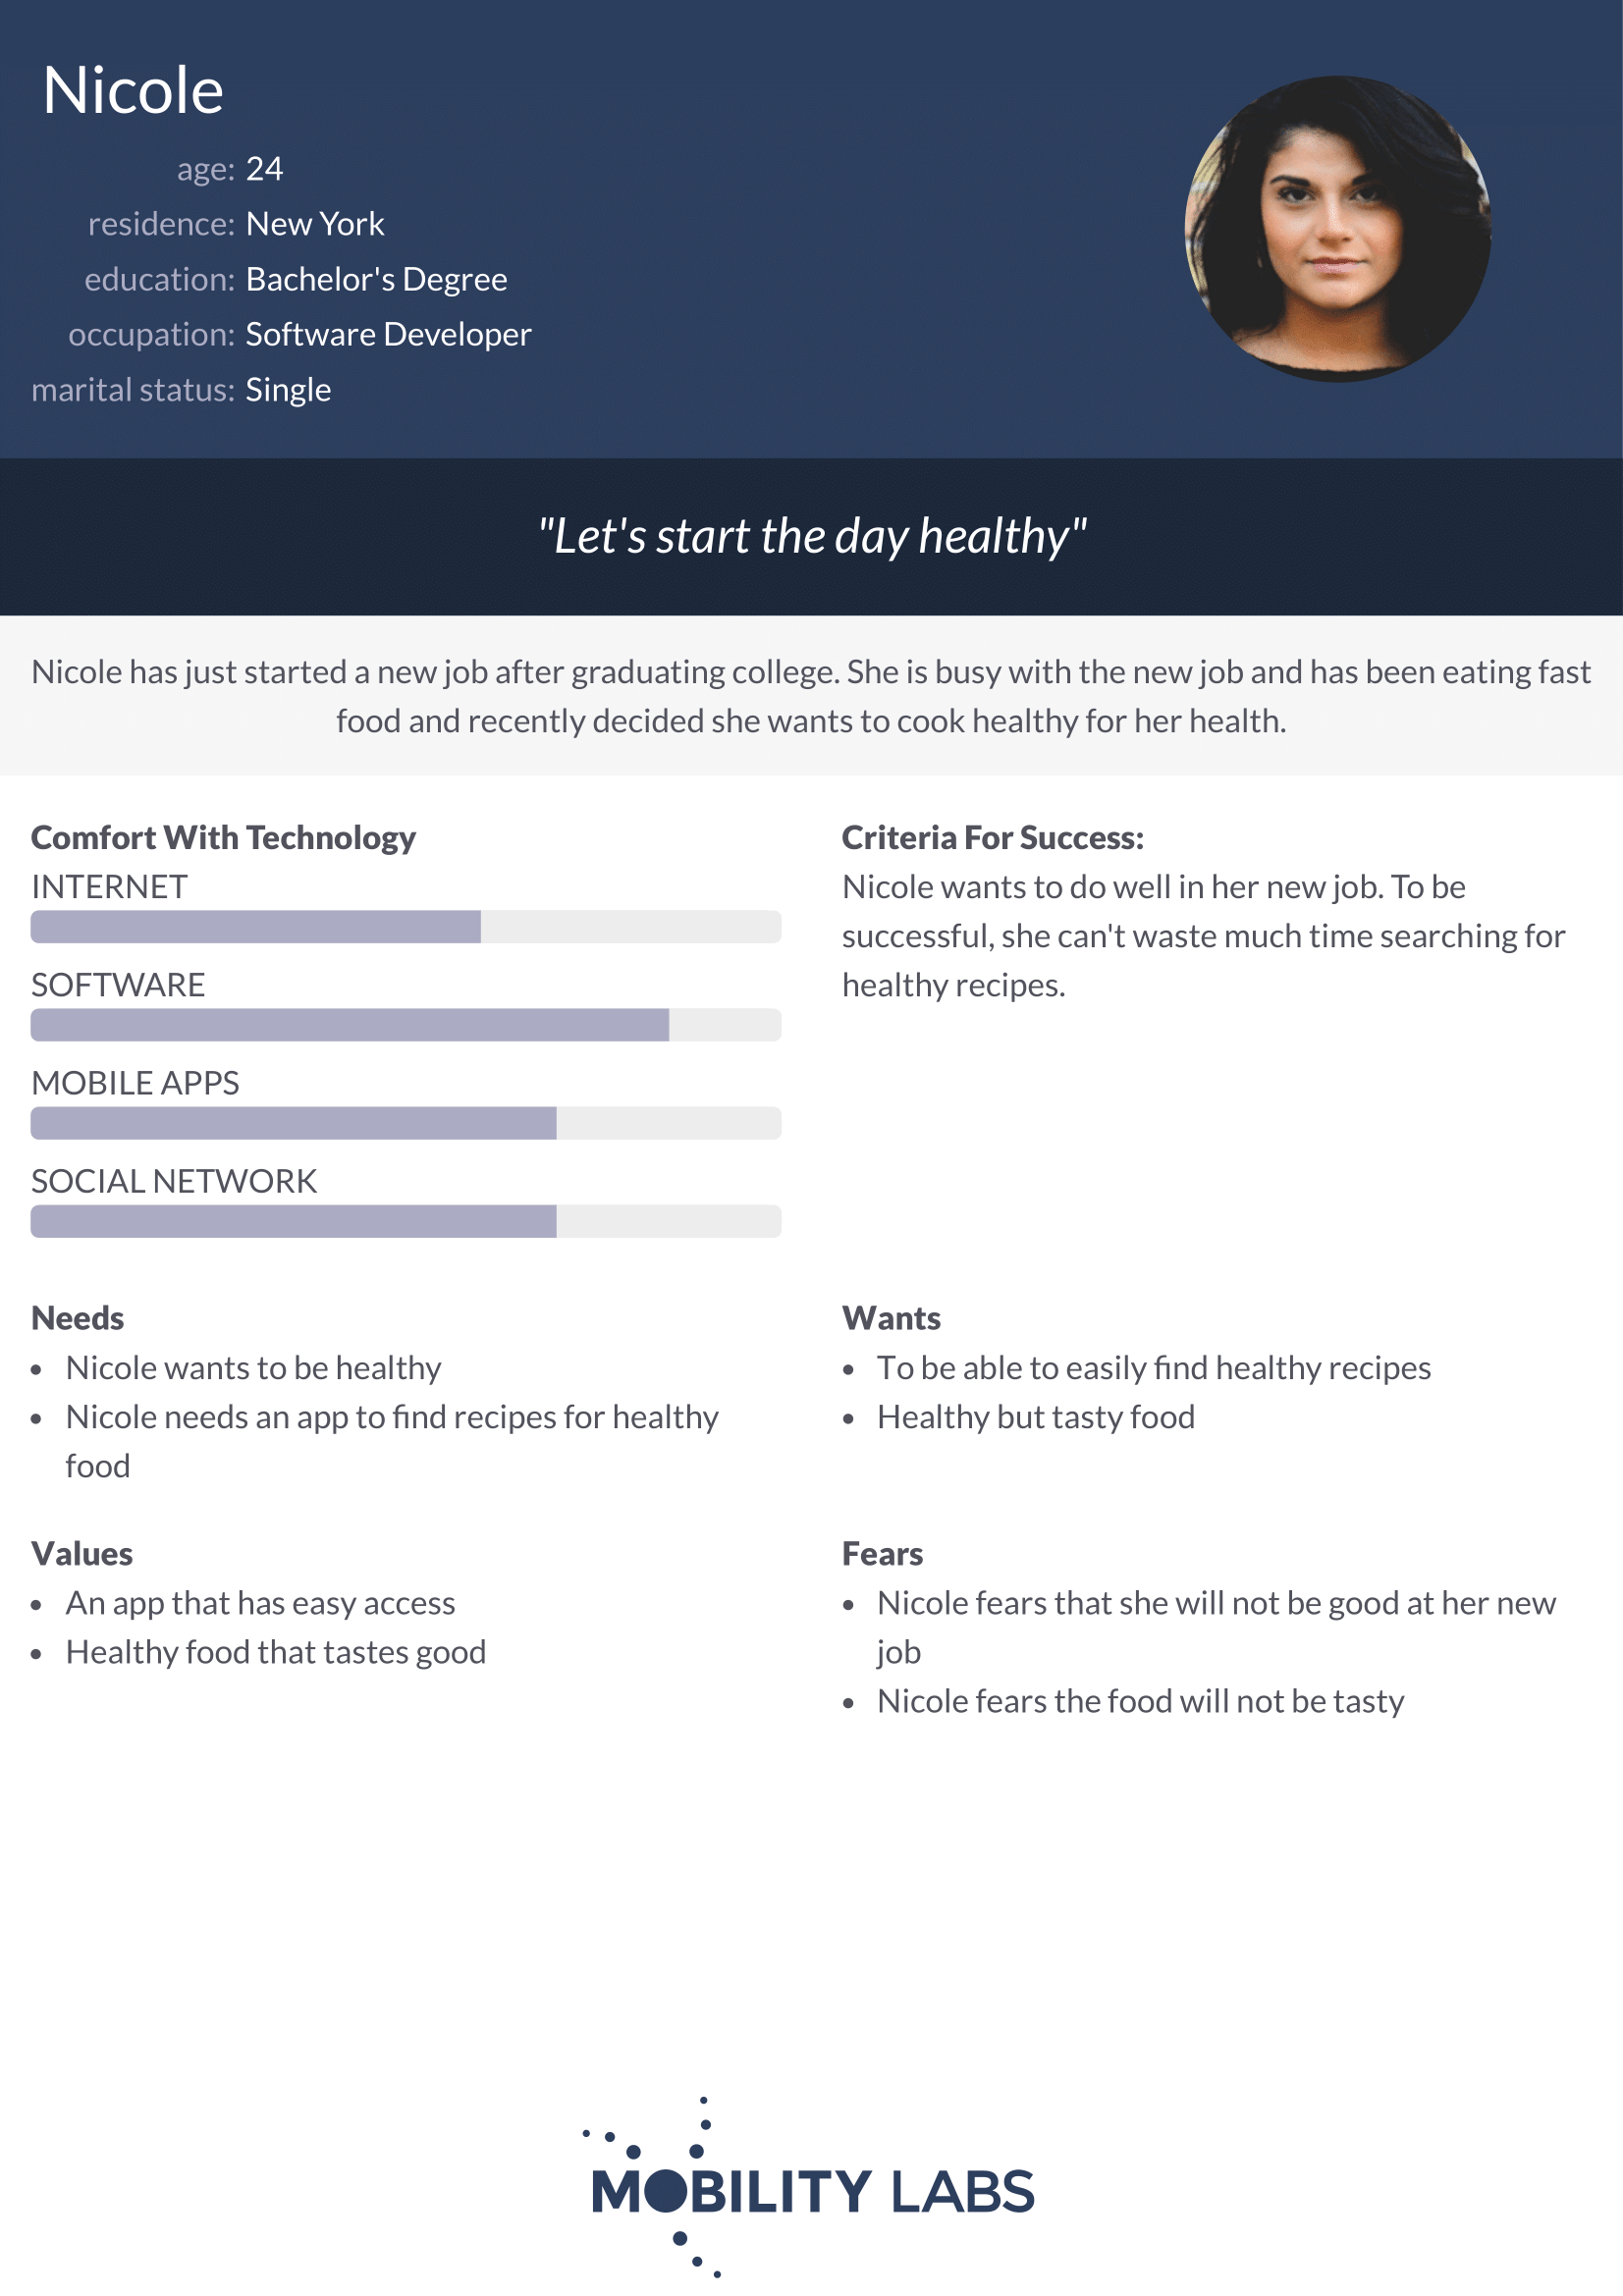 Nicole
age: 24
residence: New York
education: Bachelor's Degree
occupation: Software Developer
marital status: Single
"Let's start the day healthy"
Nicole has just started a new job after graduating college. She is busy with the new job and has been eating fast
food and recently decided she wants to cook healthy for her health.
Comfort With Technology
INTERNET
SOFTWARE
MOBILE APPS
SOCIAL NETWORK
Criteria For Success:
Nicole wants to do well in her new job. To be
successful, she can't waste much time searching for
healthy recipes.
Needs
• Nicole wants to be healthy
• Nicole needs an app to find recipes for healthy
food
Wants
• To be able to easily find healthy recipes
• Healthy but tasty food
Values
• An app that has easy access
• Healthy food that tastes good
Fears
• Nicole fears that she will not be good at her new
job
• Nicole fears the food will not be tasty
MOBILITY LABS